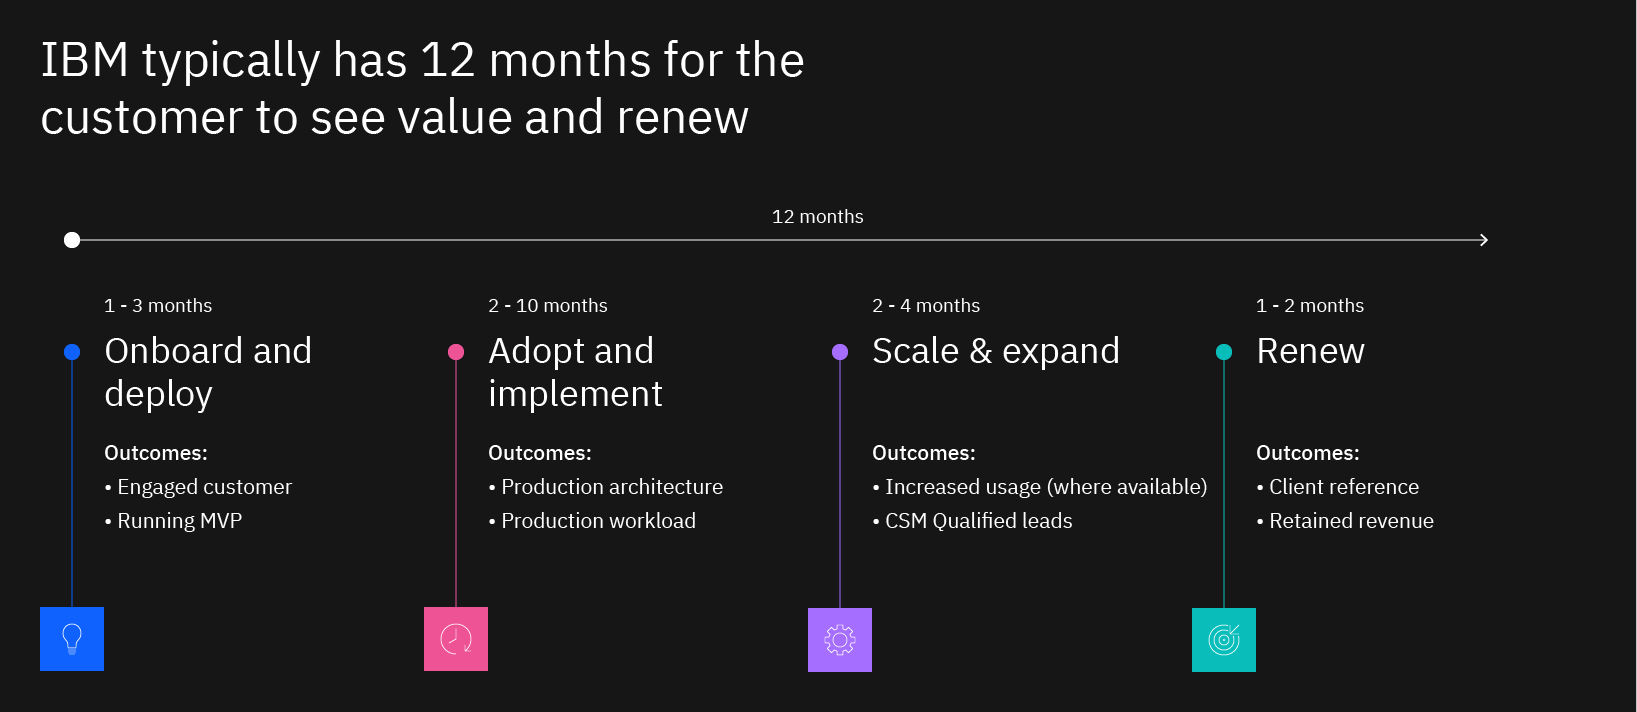 IBM typically has 12 months for the
customer to see value and renew
12 months
1 - 3 months
Onboard and
deploy
Outcomes:
• Engaged customer
• Running MVP
2 - 10 months
Adopt and
implement
Outcomes:
• Production architecture
• Production workload
2 - 4 months
Scale & expand
Outcomes:
• Increased usage (where available)
• CSM Qualified leads
1 - 2 months
Renew
Outcomes:
• Client reference
• Retained revenue